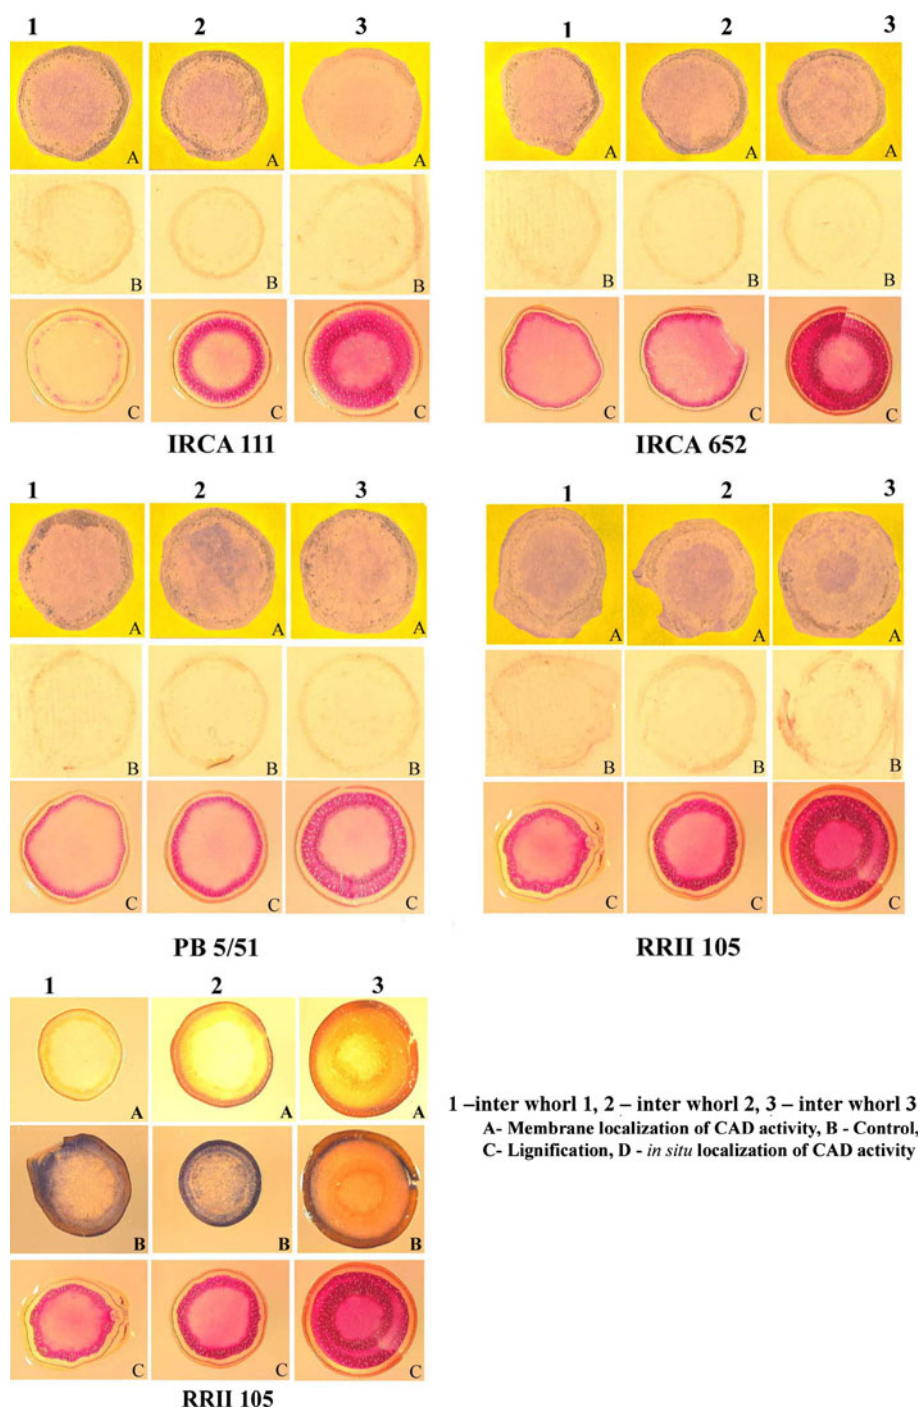 1 2 3
A A A
B B B
C C C
IRCA 111
1 2 3
A A A
B B B
C C C
IRCA 652
1 2 3
A A A
B B B
C C C
PB 5/51
1 2 3
A A A
B B B
C C C
RRII 105
1 2 3
A A A
B B B
C C C
RRII 105
1 –inter whorl 1, 2 – inter whorl 2, 3 – inter whorl 3
A- Membrane localization of CAD activity, B - Control,
C- Lignification, D - in situ localization of CAD activity